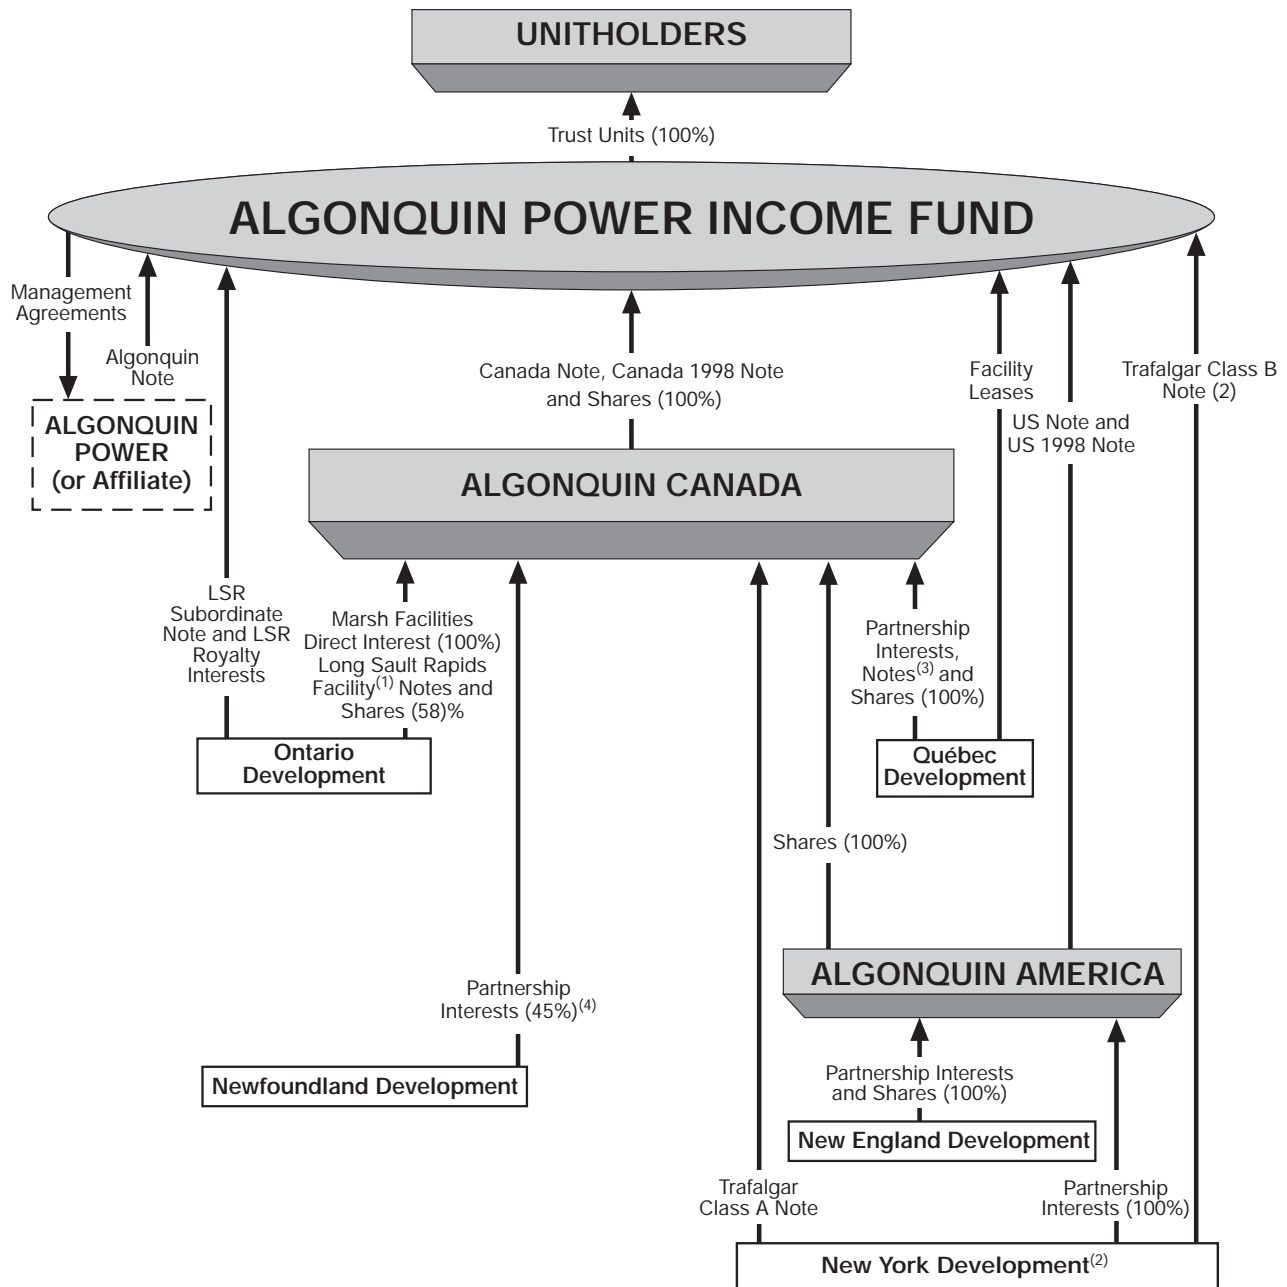 UNITHOLDERS
Trust Units (100%)
ALGONQUIN POWER INCOME FUND
Management
Agreements
Algonquin
Note
ALGONQUIN
POWER
(or Affiliate)
Canada Note, Canada 1998 Note
and Shares (100%)
Facility
Leases
Trafalgar Class B
Note (2)
US Note and
US 1998 Note
ALGONQUIN CANADA
LSR
Subordinate
Note and LSR
Royalty
Interests
Marsh Facilities
Direct Interest (100%)
Long Sault Rapids
Facility(1) Notes and
Shares (58)%
Partnership
Interests,
Notes(3) and
Shares (100%)
Ontario
Development
Québec
Development
Shares (100%)
ALGONQUIN AMERICA
Partnership
Interests (45%)(4)
Newfoundland Development
Partnership Interests
and Shares (100%)
New England Development
Trafalgar
Class A Note
Partnership
Interests (100%)
New York Development(2)